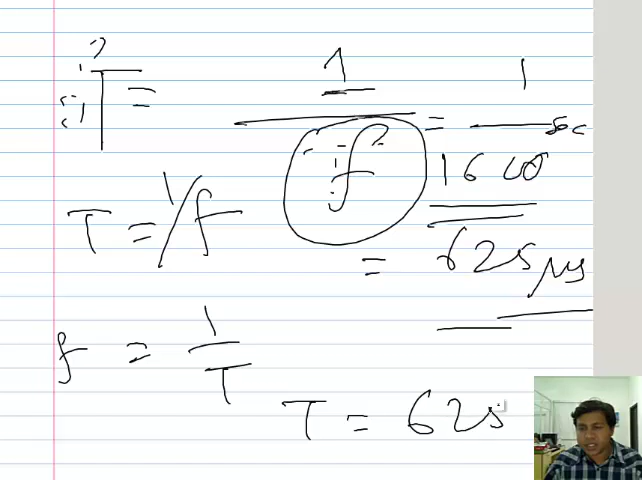 T = 1/f = 1/1600 sec
T = 1/f
= 625 μs
f = 1/T
T = 625